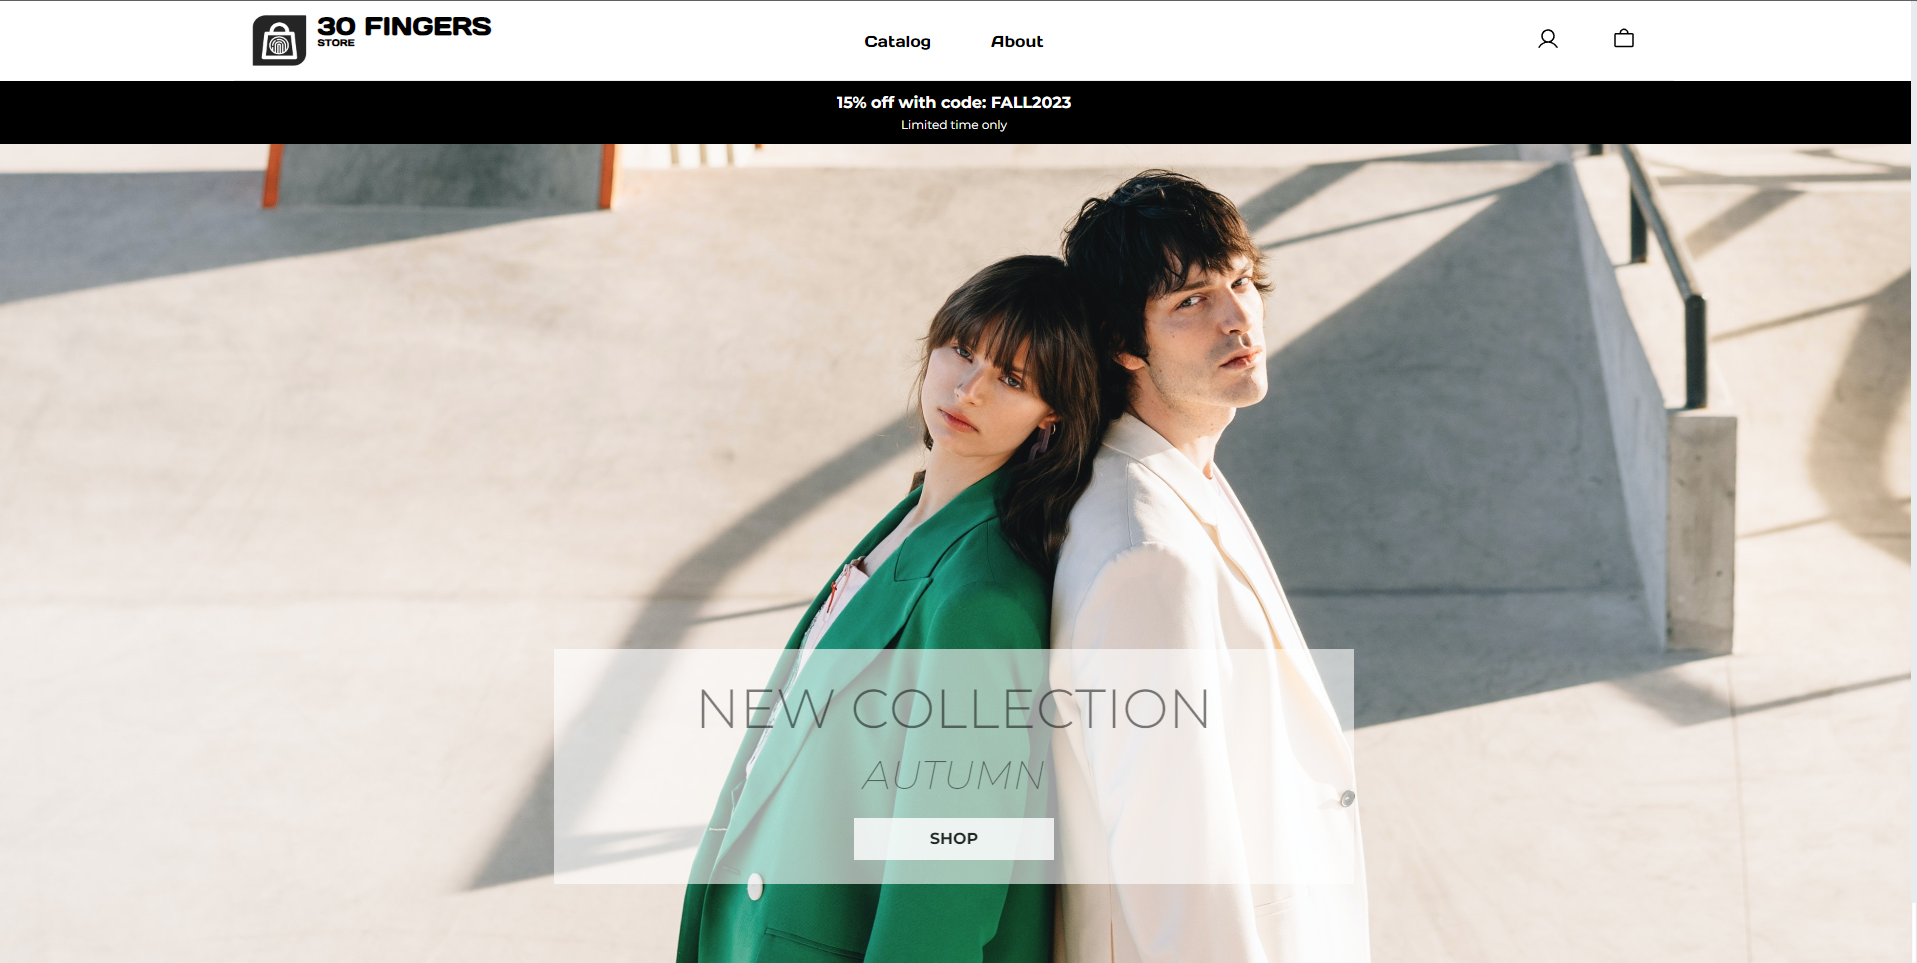 30 FINGERS
STORE
Catalog
About
15% off with code: FALL2023
Limited time only
NEW COLLECTION
AUTUMN
SHOP